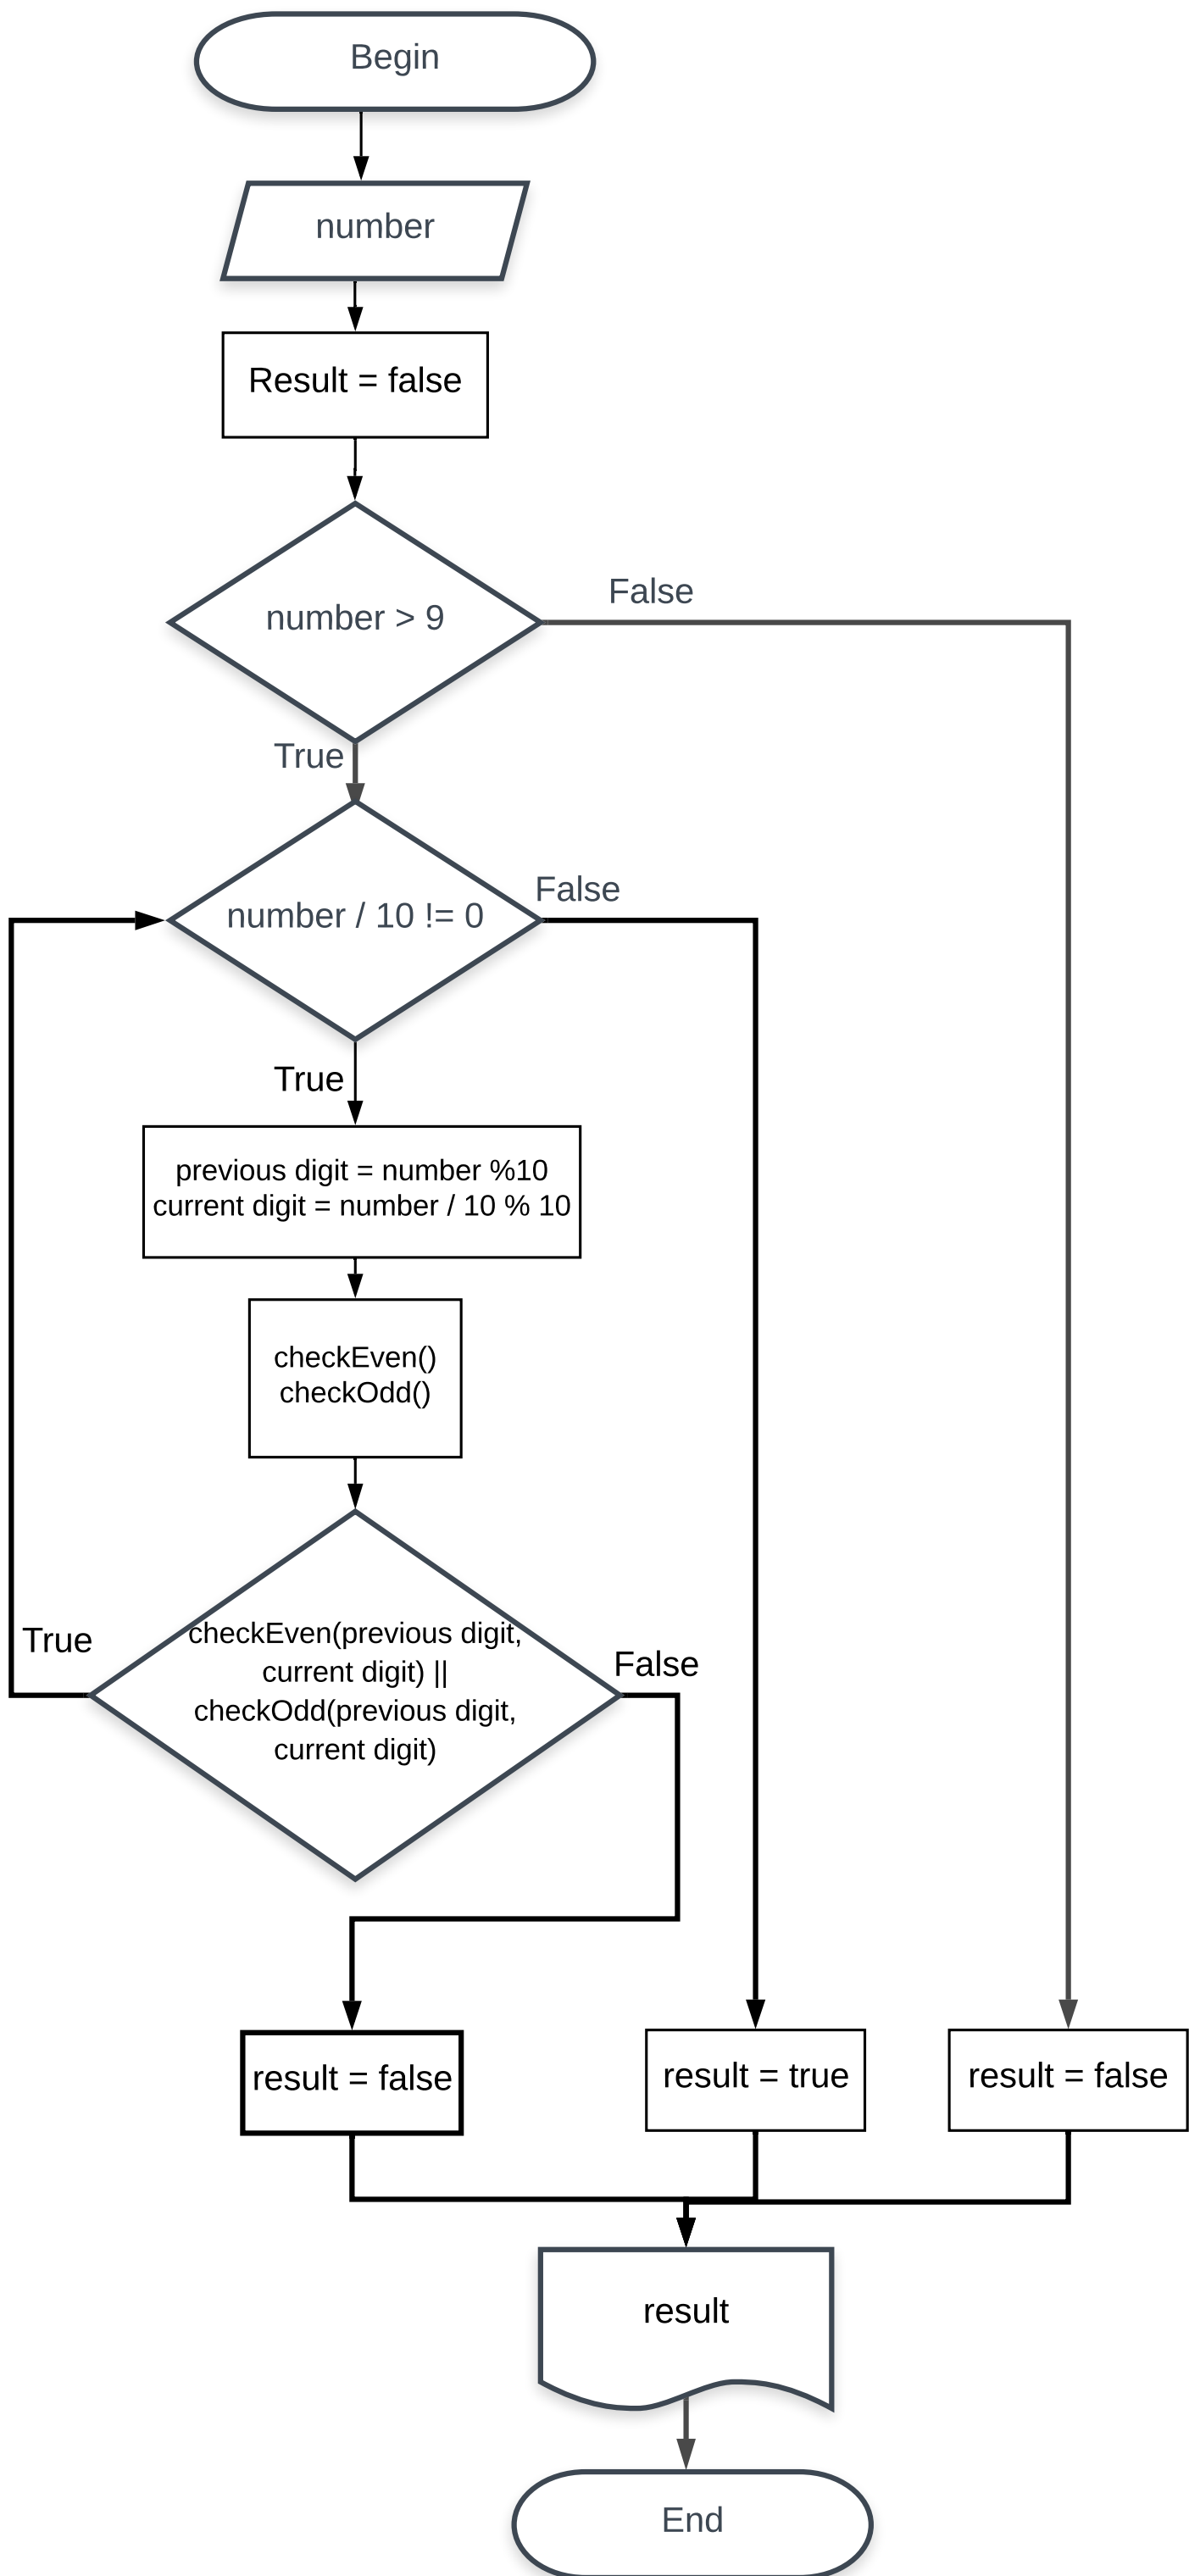 Begin
number
Result = false
number > 9
False
True
number / 10 != 0
False
True
previous digit = number %10
current digit = number / 10 % 10
checkEven()
checkOdd()
checkEven(previous digit,
current digit) ||
checkOdd(previous digit,
current digit)
True
False
result = false
result = true
result = false
result
End